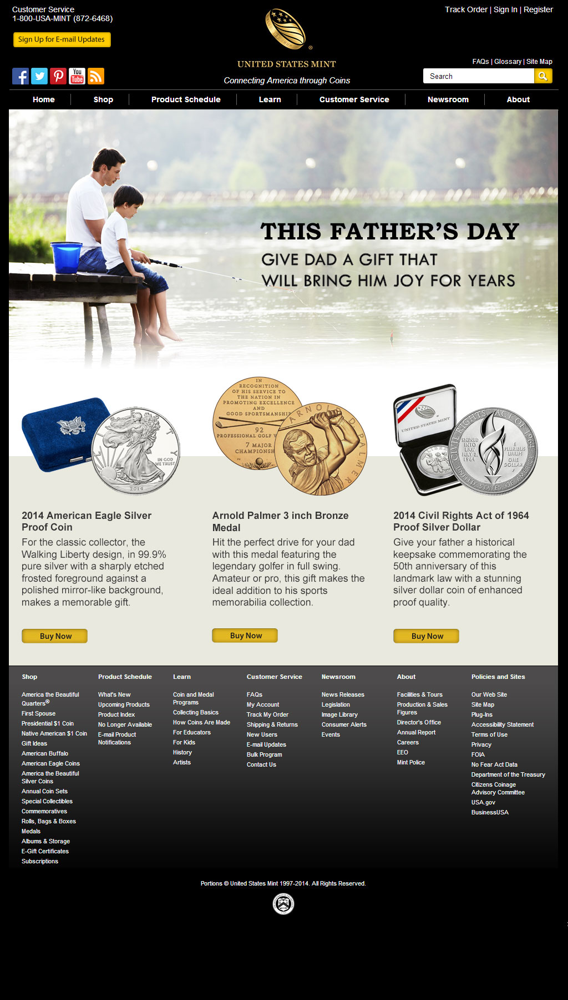 Customer Service
1-800-USA-MINT (872-6468)
Track Order | Sign In | Register
Sign Up for E-mail Updates
UNITED STATES MINT
Connecting America through Coins
FAQs | Glossary | Site Map
You
Tube
Search
Home
Shop
Product Schedule
Learn
Customer Service
Newsroom
About
THIS FATHER'S DAY
GIVE DAD A GIFT THAT
WILL BRING HIM JOY FOR YEARS
IN GOD
WE TRUST
2014
IN
RECOGNITION
OF HIS SERVICE TO
THE NATION IN
PROMOTING EXCELLENCE
AND
GOOD SPORTSMANSHIP
92
PROFESSIONAL GOLF
7 MAJOR
CHAMPIONSH
ARNOLD PALMER
UNITED STATES MINT
CIVIL RIGHTS ACT OF 1964
SIGNED
INTO
LAW
JULY 2,
1964
E
PLURIBUS
UNUM
ONE
DOLLAR
UNITED STATES OF AMERICA
2014 American Eagle Silver
Proof Coin
For the classic collector, the
Walking Liberty design, in 99.9%
pure silver with a sharply etched
frosted foreground against a
polished mirror-like background,
makes a memorable gift.
Buy Now
Arnold Palmer 3 inch Bronze
Medal
Hit the perfect drive for your dad
with this medal featuring the
legendary golfer in full swing.
Amateur or pro, this gift makes the
ideal addition to his sports
memorabilia collection.
Buy Now
2014 Civil Rights Act of 1964
Proof Silver Dollar
Give your father a historical
keepsake commemorating the
50th anniversary of this
landmark law with a stunning
silver dollar coin of enhanced
proof quality.
Buy Now
Shop
America the Beautiful
Quarters®
First Spouse
Presidential $1 Coin
Native American $1 Coin
Gift Ideas
American Buffalo
American Eagle Coins
America the Beautiful
Silver Coins
Annual Coin Sets
Special Collectibles
Commemoratives
Rolls, Bags & Boxes
Medals
Albums & Storage
E-Gift Certificates
Subscriptions
Product Schedule
What's New
Upcoming Products
Product Index
No Longer Available
E-mail Product
Notifications
Learn
Coin and Medal
Programs
Collecting Basics
How Coins Are Made
For Educators
For Kids
History
Artists
Customer Service
FAQs
My Account
Track My Order
Shipping & Returns
New Users
E-mail Updates
Bulk Program
Contact Us
Newsroom
News Releases
Legislation
Image Library
Consumer Alerts
Events
About
Facilities & Tours
Production & Sales
Figures
Director's Office
Annual Report
Careers
EEO
Mint Police
Policies and Sites
Our Web Site
Site Map
Plug-Ins
Accessibility Statement
Terms of Use
Privacy
FOIA
No Fear Act Data
Department of the Treasury
Citizens Coinage
Advisory Committee
USA.gov
BusinessUSA
Portions © United States Mint 1997-2014. All Rights Reserved.